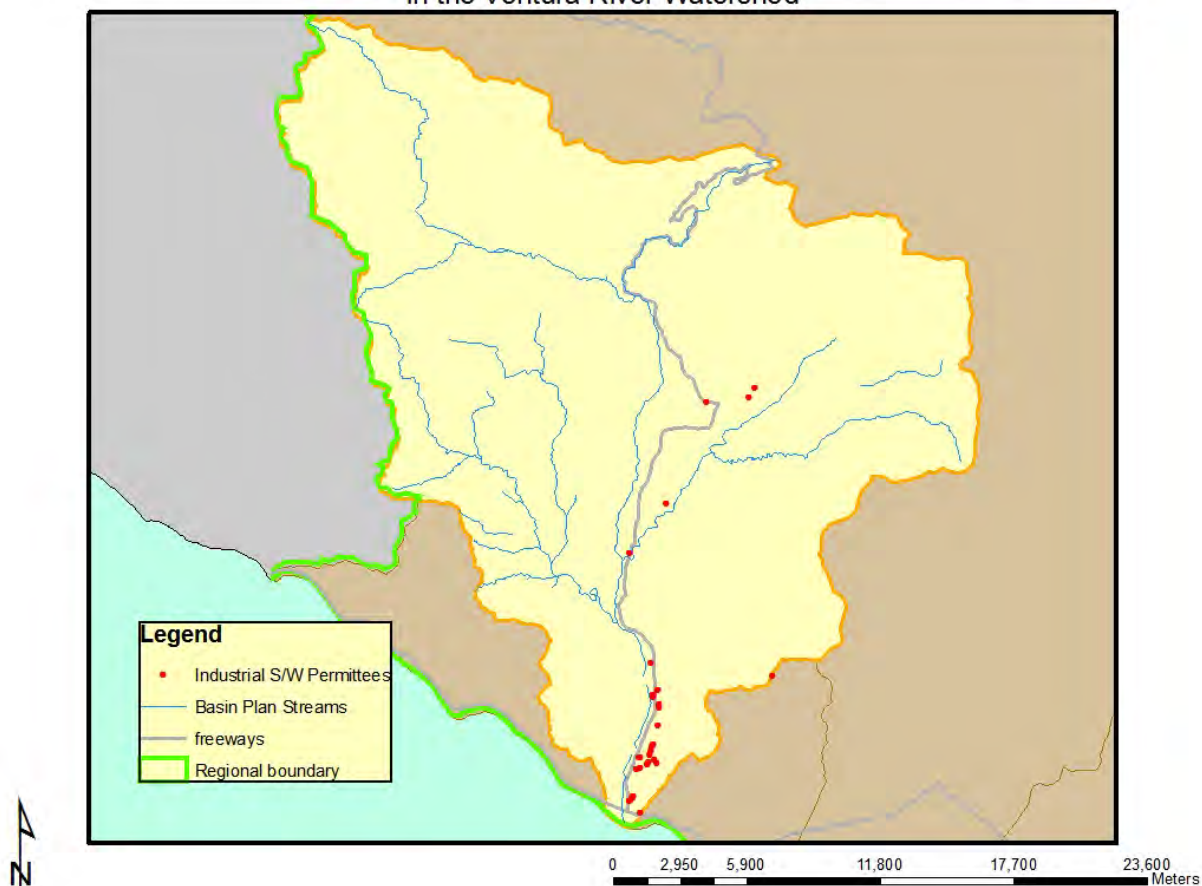 in the Ventura River Watershed
Legend
Industrial S/W Permittees
Basin Plan Streams
freeways
Regional boundary
N
0 2,950 5,900 11,800 17,700 23,600
Meters